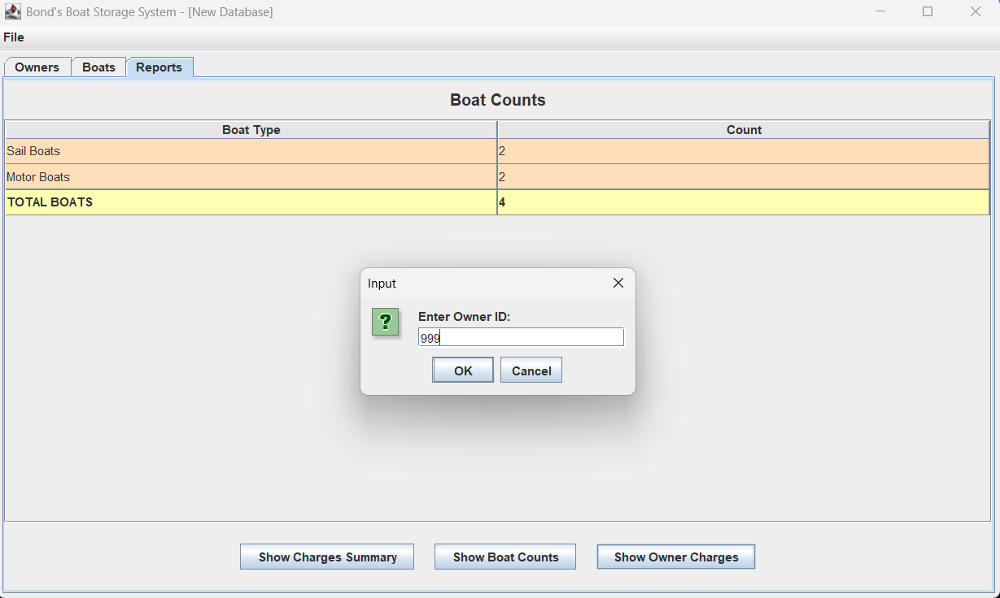 Bond's Boat Storage System - [New Database]
File
Owners Boats Reports
Boat Counts
Boat Type Count
Sail Boats 2
Motor Boats 2
TOTAL BOATS 4
Input
?
Enter Owner ID:
999
OK Cancel
Show Charges Summary Show Boat Counts Show Owner Charges